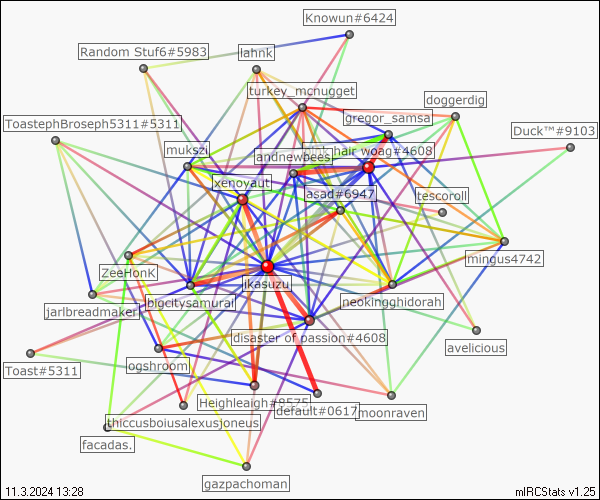 Knowun#6424
Random Stuf6#5983
lahnk
turkey_mcnugget
doggerdig
gregor_samsa
ToastephBroseph5311#5311
Duck™#9103
mukszi
pink_hair woag#4608
andnewbees
xenoyaut
asad#6947
tescoroll
mingus4742
ZeeHonK
ikasuzu
bigcitysamurai
neokingghidorah
jarlbreadmaker
disaster of passion#4608
avelicious
Toast#5311
ogshroom
Heighleaigh#8575
default#0617
moonraven
thiccusboiusalexusjoneus
facadas.
gazpachoman
11.3.2024 13:28
mIRCStats v1.25